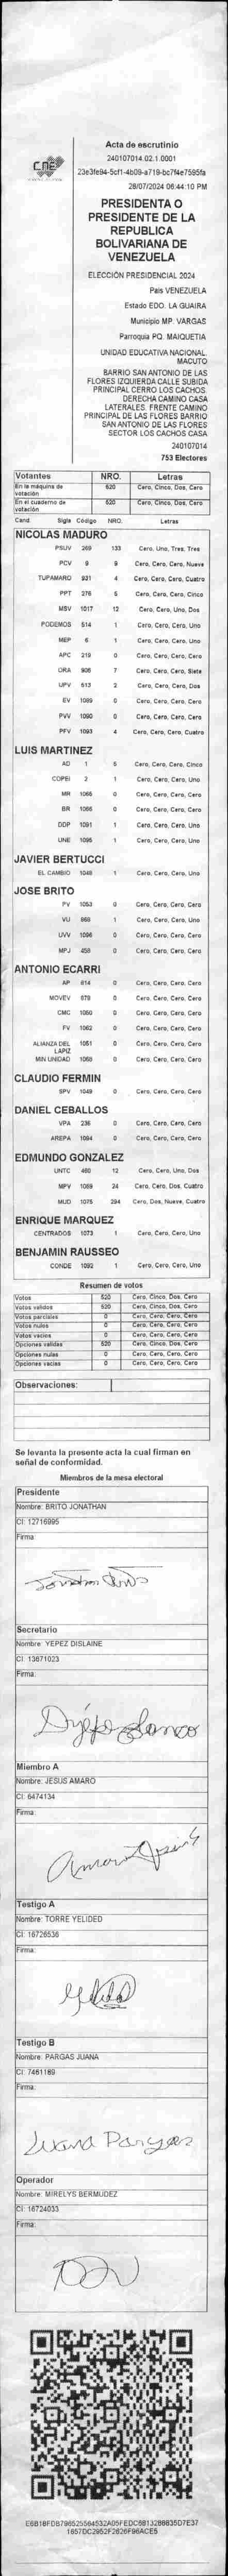 cne
Acta de escrutinio
240107014.02.1.0001
28/07/2024 06:44:10 PM
PRESIDENTA O
PRESIDENTE DE LA
REPUBLICA
BOLIVARIANA DE
VENEZUELA
ELECCIÓN PRESIDENCIAL 2024
País VENEZUELA
Estado EDO. LA GUAIRA
Municipio MP. VARGAS
Parroquia PQ. MAIQUETIA
UNIDAD EDUCATIVA NACIONAL.
MACUTO
BARRIO SAN ANTONIO DE LAS
FLORES IZQUIERDA CALLE SUBIDA
PRINCIPAL CERRO LOS CACHOS.
DERECHA CAMINO CASA
LATERALES. FRENTE CAMINO
PRINCIPAL DE LAS FLORES BARRIO
SAN ANTONIO DE LAS FLORES
SECTOR LOS CACHOS CASA
240107014
753 Electores
Votantes NRO. Letras
En la máquina de votación 520 Cero, Cinco, Dos, Cero
En el cuaderno de votación 520 Cero, Cinco, Dos, Cero
Cand Sigla Código NRO. Letras
NICOLAS MADURO
PSUV 269 133 Cero, Uno, Tres, Tres
PCV 9 9 Cero, Cero, Cero, Nueve
TUPAMARO 931 4 Cero, Cero, Cero, Cuatro
PPT 276 5 Cero, Cero, Cero, Cinco
MSV 1017 12 Cero, Cero, Uno, Dos
PODEMOS 514 1 Cero, Cero, Cero, Uno
MEP 6 1 Cero, Cero, Cero, Uno
APC 219 0 Cero, Cero, Cero, Cero
ORA 906 7 Cero, Cero, Cero, Siete
UPV 613 2 Cero, Cero, Cero, Dos
EV 1089 0 Cero, Cero, Cero, Cero
PVV 1090 0 Cero, Cero, Cero, Cero
PFV 1093 4 Cero, Cero, Cero, Cuatro
LUIS MARTINEZ
AD 1 5 Cero, Cero, Cero, Cinco
COPEI 2 1 Cero, Cero, Cero, Uno
MR 1065 0 Cero, Cero, Cero, Cero
BR 1066 0 Cero, Cero, Cero, Cero
DDP 1091 1 Cero, Cero, Cero, Uno
UNE 1095 1 Cero, Cero, Cero, Uno
JAVIER BERTUCCI
EL CAMBIO 1048 1 Cero, Cero, Cero, Uno
JOSE BRITO
PV 1053 0 Cero, Cero, Cero, Cero
VU 868 1 Cero, Cero, Cero, Uno
UVV 1096 0 Cero, Cero, Cero, Cero
MPJ 458 0 Cero, Cero, Cero, Cero
ANTONIO ECARRI
AP 614 0 Cero, Cero, Cero, Cero
MOVEV 879 0 Cero, Cero, Cero, Cero
CMC 1050 0 Cero, Cero, Cero, Cero
FV 1062 0 Cero, Cero, Cero, Cero
ALIANZA DEL LAPIZ 1051 0 Cero, Cero, Cero, Cero
MIN UNIDAD 1068 0 Cero, Cero, Cero, Cero
CLAUDIO FERMIN
SPV 1049 0 Cero, Cero, Cero, Cero
DANIEL CEBALLOS
VPA 236 0 Cero, Cero, Cero, Cero
AREPA 1084 0 Cero, Cero, Cero, Cero
EDMUNDO GONZALEZ
UNTC 460 12 Cero, Cero, Uno, Dos
MPV 1069 24 Cero, Cero, Dos, Cuatro
MUD 1075 294 Cero, Dos, Nueve, Cuatro
ENRIQUE MARQUEZ
CENTRADOS 1073 1 Cero, Cero, Cero, Uno
BENJAMIN RAUSSEO
CONDE 1092 1 Cero, Cero, Cero, Uno
Resumen de votos
Votos 520 Cero, Cinco, Dos, Cero
Votos validos 520 Cero, Cinco, Dos, Cero
Votos parciales 0 Cero, Cero, Cero, Cero
Votos nulos 0 Cero, Cero, Cero, Cero
Votos vacios 0 Cero, Cero, Cero, Cero
Opciones validas 520 Cero, Cinco, Dos, Cero
Opciones nulas 0 Cero, Cero, Cero, Cero
Opciones vacias 0 Cero, Cero, Cero, Cero
Observaciones:
Se levanta la presente acta la cual firman en
señal de conformidad.
Miembros de la mesa electoral
Presidente
Nombre: BRITO JONATHAN
CI: 12716995
Firma:
Secretario
Nombre: YEPEZ DISLAINE
CI: 13671023
Firma:
Miembro A
Nombre: JESUS AMARO
CI: 6474134
Firma:
Amaro Jesus
Testigo A
Nombre: TORRE YELIDED
CI: 16726536
Firma:
Testigo B
Nombre: PARGAS JUANA
CI: 7461189
Firma:
Juana Pargas
Operador
Nombre: MIRELYS BERMUDEZ
CI: 16724033
Firma: